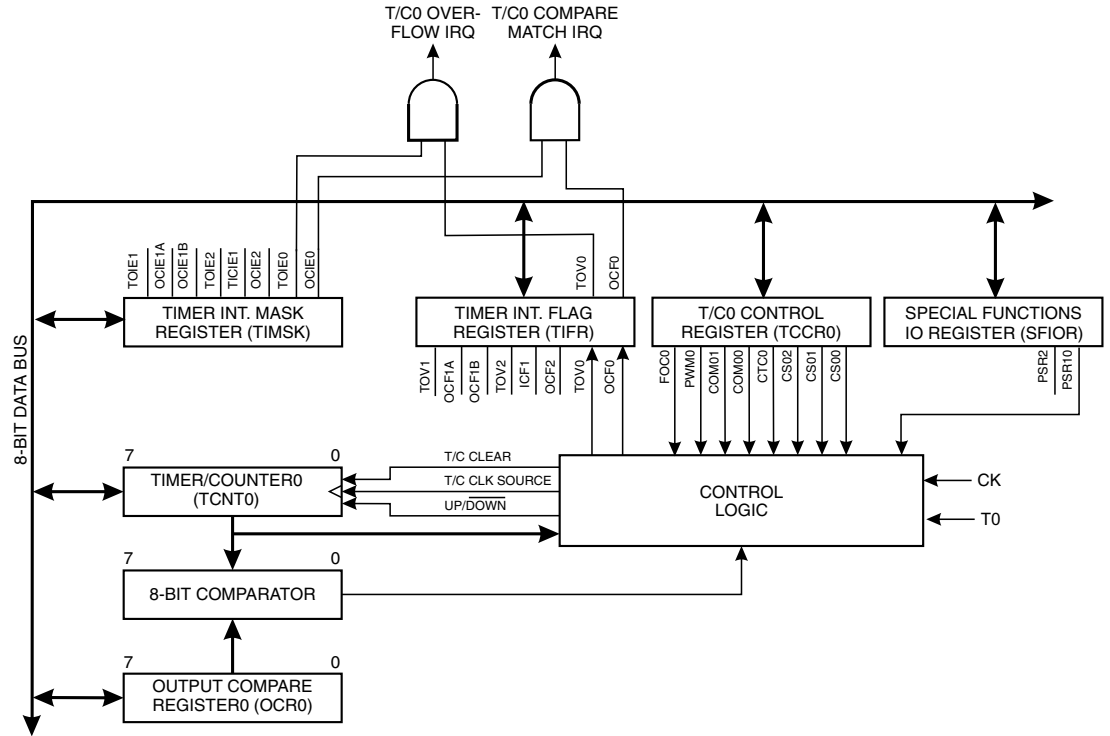 T/C0 OVER-
FLOW IRQ
T/C0 COMPARE
MATCH IRQ
8-BIT DATA BUS
TOIE1
OCIE1A
OCIE1B
TOIE2
TICIE1
OCIE2
TOIE0
OCIE0
TOV0
OCF0
TIMER INT. MASK
REGISTER (TIMSK)
TIMER INT. FLAG
REGISTER (TIFR)
T/C0 CONTROL
REGISTER (TCCR0)
SPECIAL FUNCTIONS
IO REGISTER (SFIOR)
TOV1
OCF1A
OCF1B
TOV2
ICF1
OCF2
TOV0
OCF0
FOC0
PWM0
COM01
COM00
CTC0
CS02
CS01
CS00
PSR2
PSR10
7 0
TIMER/COUNTER0
(TCNT0)
T/C CLEAR
T/C CLK SOURCE
UP/DOWN
CONTROL
LOGIC
CK
T0
7 0
8-BIT COMPARATOR
7 0
OUTPUT COMPARE
REGISTER0 (OCR0)